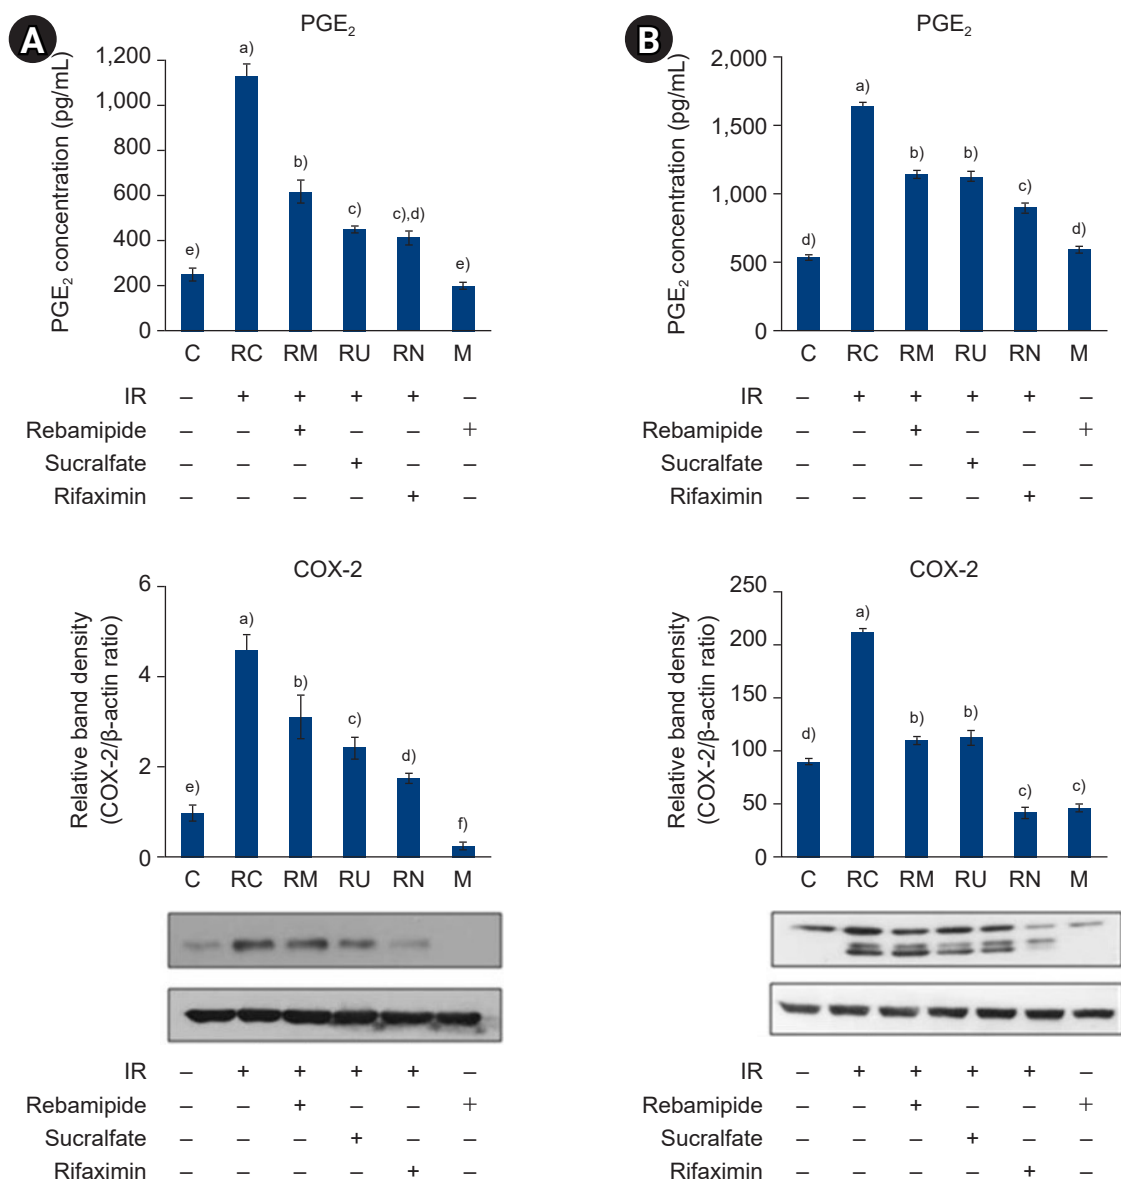 A
PGE₂
PGE₂ concentration (pg/mL)
1,200
1,000
800
600
400
200
0
a)
b)
c)
c),d)
e)
e)
C RC RM RU RN M
IR – + + + + –
Rebamipide – – + – – +
Sucralfate – – – + – –
Rifaximin – – – – + –
COX-2
Relative band density
(COX-2/β-actin ratio)
6
4
2
0
a)
b)
c)
d)
e)
f)
C RC RM RU RN M
IR – + + + + –
Rebamipide – – + – – +
Sucralfate – – – + – –
Rifaximin – – – – + –
B
PGE₂
PGE₂ concentration (pg/mL)
2,000
1,500
1,000
500
0
a)
b) b)
c)
d) d)
C RC RM RU RN M
IR – + + + + –
Rebamipide – – + – – +
Sucralfate – – – + – –
Rifaximin – – – – + –
COX-2
Relative band density
(COX-2/β-actin ratio)
250
200
150
100
50
0
a)
b) b)
d)
c) c)
C RC RM RU RN M
IR – + + + + –
Rebamipide – – + – – +
Sucralfate – – – + – –
Rifaximin – – – – + –